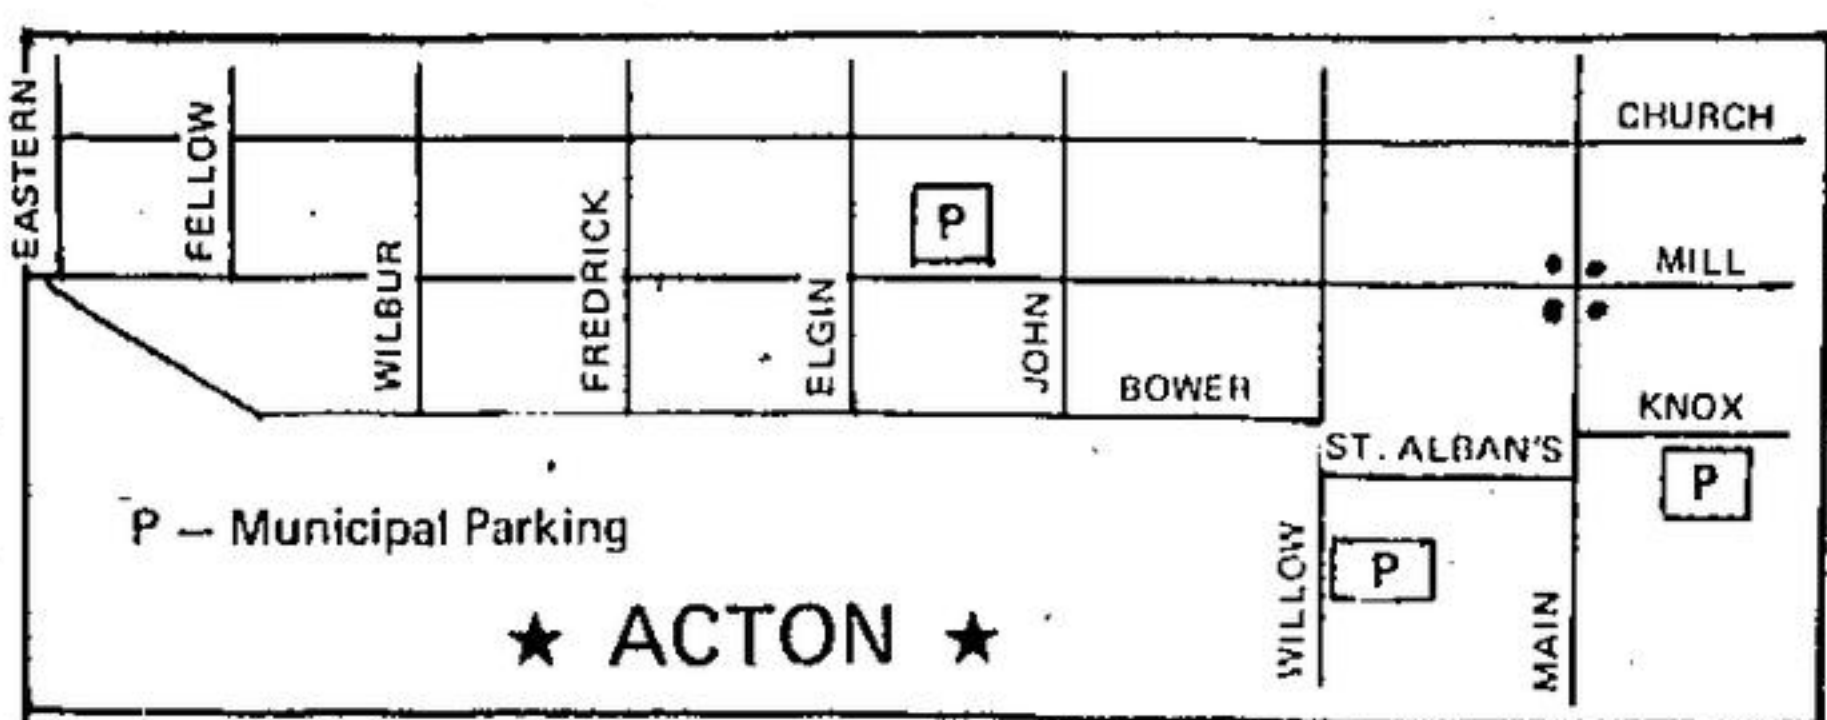 EASTERN
FELLOW
WILBUR
FREDRICK
ELGIN
JOHN
WILLOW
MAIN
CHURCH
P
MILL
BOWER
KNOX
ST. ALBAN'S
P
P
P – Municipal Parking
★ ACTON ★